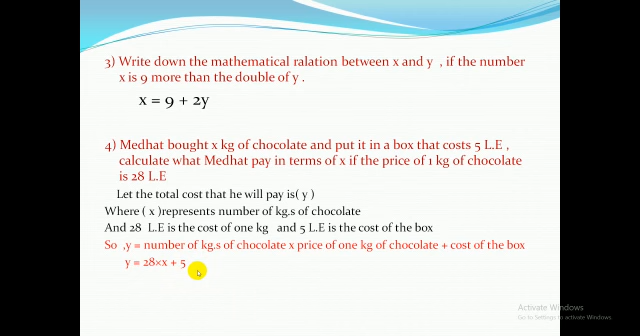 3) Write down the mathematical ralation between x and y , if the number
x is 9 more than the double of y .
x = 9 + 2y
4) Medhat bought x kg of chocolate and put it in a box that costs 5 L.E ,
calculate what Medhat pay in terms of x if the price of 1 kg of chocolate
is 28 L.E
Let the total cost that he will pay is( y )
Where ( x )represents number of kg.s of chocolate
And 28 L.E is the cost of one kg and 5 L.E is the cost of the box
So ,y = number of kg.s of chocolate x price of one kg of chocolate + cost of the box
y = 28×x + 5
Activate Windows
Go to Settings to activate Windows.